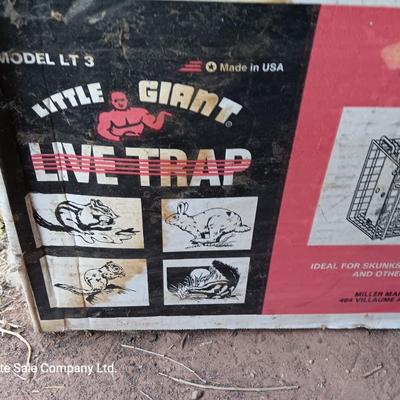 MODEL LT 3
Made in USA
LITTLE GIANT®
LIVE TRAP
IDEAL FOR SKUNKS
AND OTHE
MILLER MA
VILLAUME A
te Sale Company Ltd.